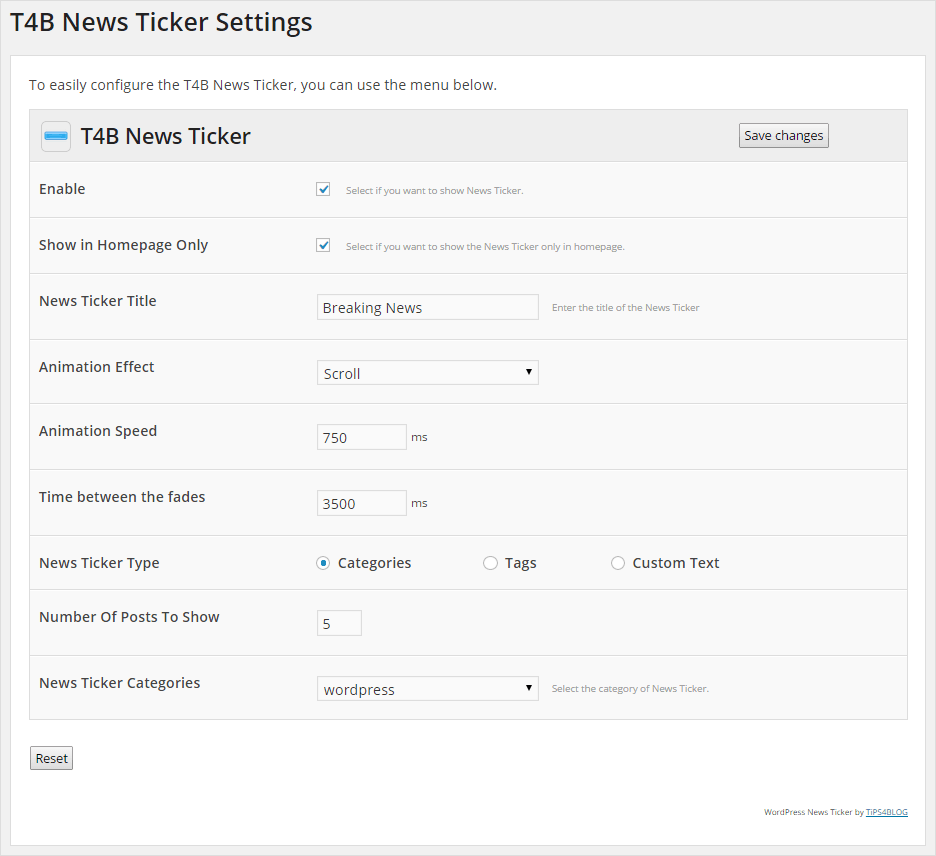 T4B News Ticker Settings
To easily configure the T4B News Ticker, you can use the menu below.
T4B News Ticker
Save changes
Enable
Select if you want to show News Ticker.
Show in Homepage Only
Select if you want to show the News Ticker only in homepage.
News Ticker Title
Breaking News
Enter the title of the News Ticker
Animation Effect
Scroll
Animation Speed
750 ms
Time between the fades
3500 ms
News Ticker Type
Categories
Tags
Custom Text
Number Of Posts To Show
5
News Ticker Categories
wordpress
Select the category of News Ticker.
Reset
WordPress News Ticker by TiPS4BLOG